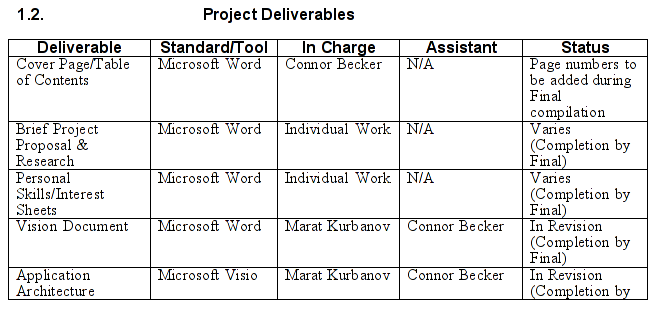 1.2. Project Deliverables
Deliverable Standard/Tool In Charge Assistant Status
Cover Page/Table Microsoft Word Connor Becker N/A Page numbers to
of Contents be added during
Final
compilation
Brief Project Microsoft Word Individual Work N/A Varies
Proposal & (Completion by
Research Final)
Personal Microsoft Word Individual Work N/A Varies
Skills/Interest (Completion by
Sheets Final)
Vision Document Microsoft Word Marat Kurbanov Connor Becker In Revision
(Completion by
Final)
Application Microsoft Visio Marat Kurbanov Connor Becker In Revision
Architecture (Completion by